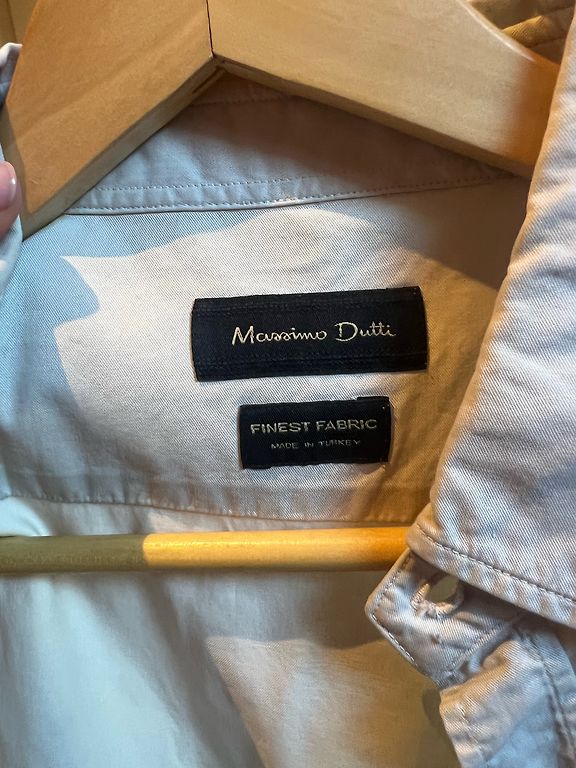 Massimo Dutti
FINEST FABRIC
MADE IN TURKEY